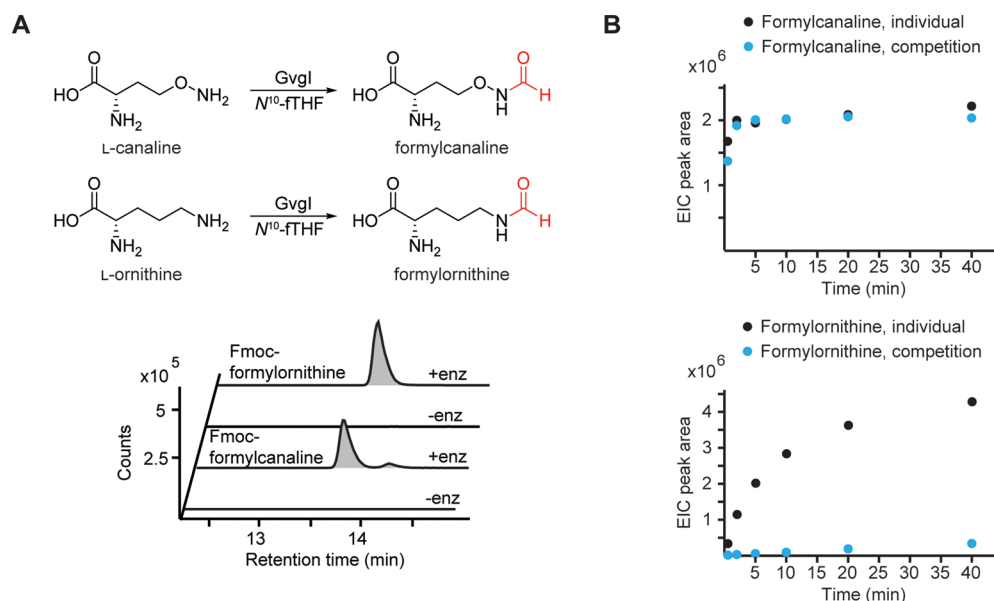 A
O
HO
NH2
O
NH2
GvgI
N10-fTHF
O
HO
NH2
O
N
H
O
H
L-canaline
formylcanaline
O
HO
NH2
NH2
GvgI
N10-fTHF
O
HO
NH2
N
H
O
H
L-ornithine
formylornithine
x10^5
5
2.5
Counts
Fmoc-
formylornithine
+enz
-enz
Fmoc-
formylcanaline
+enz
-enz
13
14
Retention time (min)
B
Formylcanaline, individual
Formylcanaline, competition
x10^6
2
1
EIC peak area
5 10 15 20 25 30 35 40
Time (min)
Formylornithine, individual
Formylornithine, competition
x10^6
4
3
2
1
EIC peak area
5 10 15 20 25 30 35 40
Time (min)